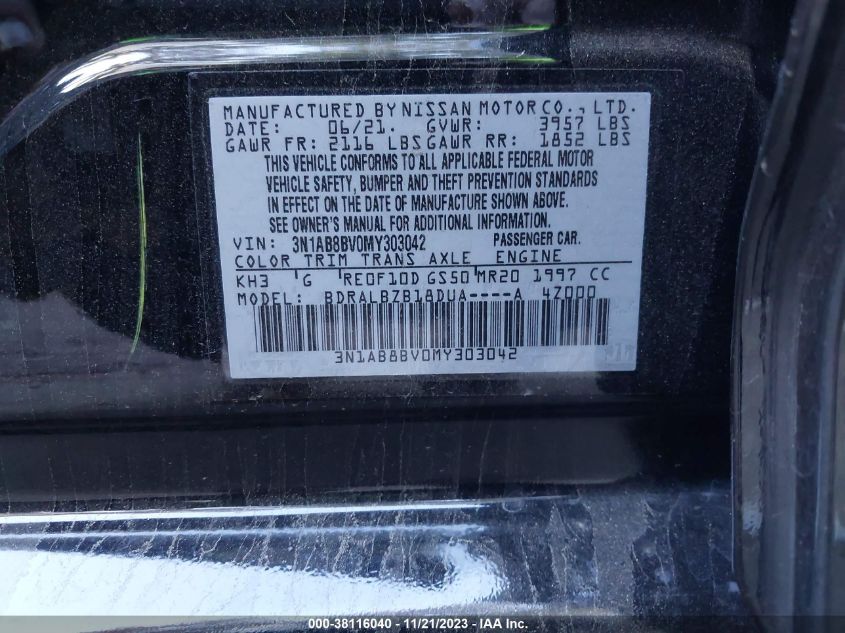 MANUFACTURED BY NISSAN MOTOR CO., LTD.
DATE: 06/21. GVWR: 3957 LBS
GAWR FR: 2116 LBS GAWR RR: 1852 LBS
THIS VEHICLE CONFORMS TO ALL APPLICABLE FEDERAL MOTOR
VEHICLE SAFETY, BUMPER AND THEFT PREVENTION STANDARDS
IN EFFECT ON THE DATE OF MANUFACTURE SHOWN ABOVE.
SEE OWNER'S MANUAL FOR ADDITIONAL INFORMATION.
VIN: 3N1AB8BV0MY303042 PASSENGER CAR.
COLOR TRIM TRANS AXLE ENGINE
KH3 G RE0F10D GS50 MR20 1997 CC
MODEL: BDRALBZB18DUA----A 4Z000
3N1AB8BV0MY303042
000-38116040 - 11/21/2023 - IAA Inc.